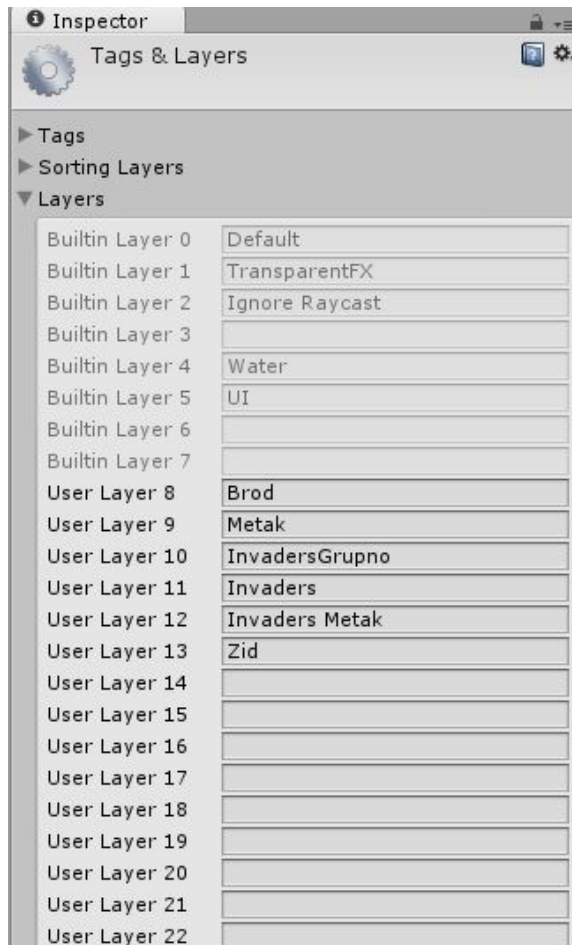 Inspector
Tags & Layers
Tags
Sorting Layers
Layers
Builtin Layer 0 Default
Builtin Layer 1 TransparentFX
Builtin Layer 2 Ignore Raycast
Builtin Layer 3
Builtin Layer 4 Water
Builtin Layer 5 UI
Builtin Layer 6
Builtin Layer 7
User Layer 8 Brod
User Layer 9 Metak
User Layer 10 InvadersGrupno
User Layer 11 Invaders
User Layer 12 Invaders Metak
User Layer 13 Zid
User Layer 14
User Layer 15
User Layer 16
User Layer 17
User Layer 18
User Layer 19
User Layer 20
User Layer 21
User Layer 22